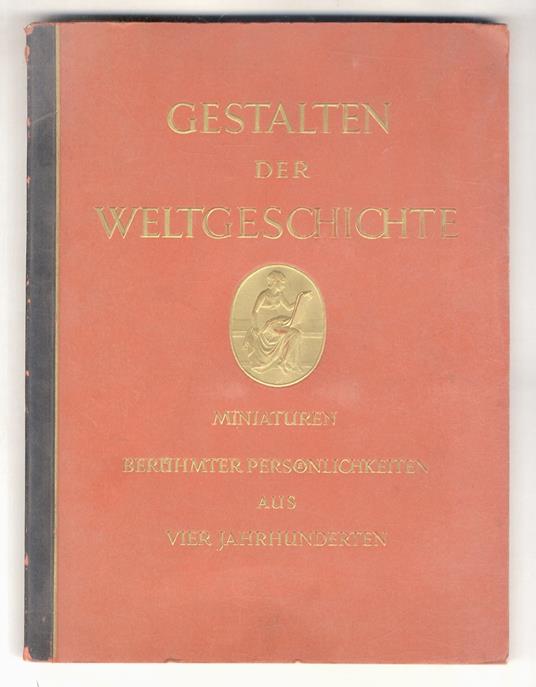 GESTALTEN
DER
WELTGESCHICHTE
MINIATUREN
BERÜHMTER PERSÖNLICHKEITEN
AUS
VIER JAHRHUNDERTEN